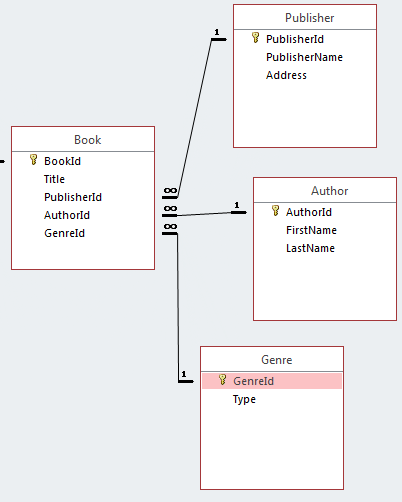 Publisher
PublisherId
PublisherName
Address
1
Book
BookId
Title
PublisherId
AuthorId
GenreId
∞
∞
∞
Author
AuthorId
FirstName
LastName
1
Genre
GenreId
Type
1